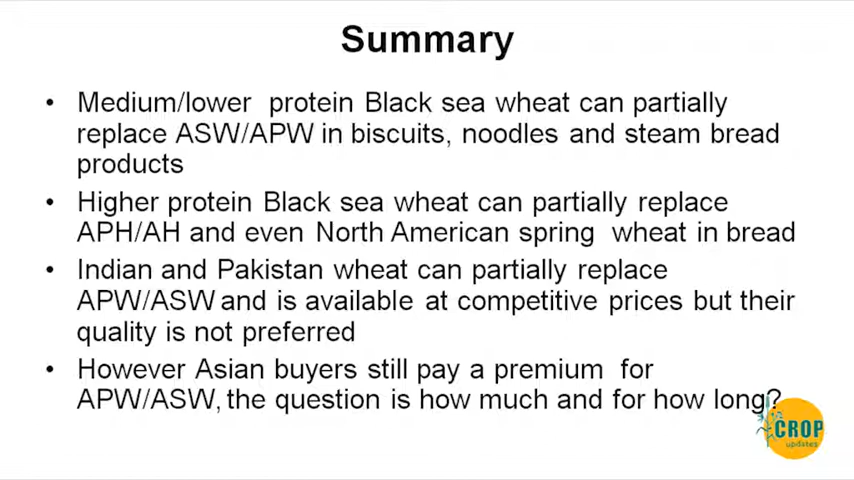 Summary
• Medium/lower protein Black sea wheat can partially
replace ASW/APW in biscuits, noodles and steam bread
products
• Higher protein Black sea wheat can partially replace
APH/AH and even North American spring wheat in bread
• Indian and Pakistan wheat can partially replace
APW/ASW and is available at competitive prices but their
quality is not preferred
• However Asian buyers still pay a premium for
APW/ASW, the question is how much and for how long?
CROP
updates